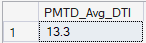 PMTD_Avg_DTI
1 13.3